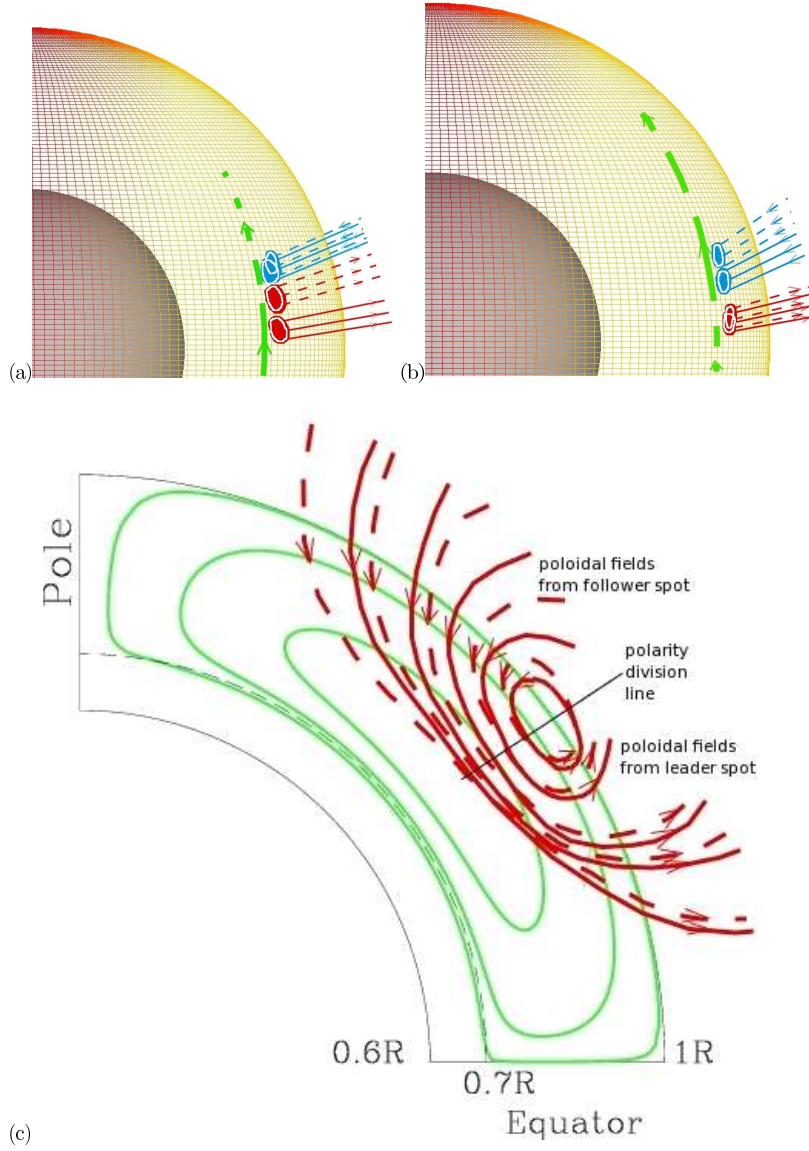 (a)
(b)
Pole
poloidal fields
from follower spot
polarity
division
line
poloidal fields
from leader spot
0.6R
0.7R
1R
Equator
(c)